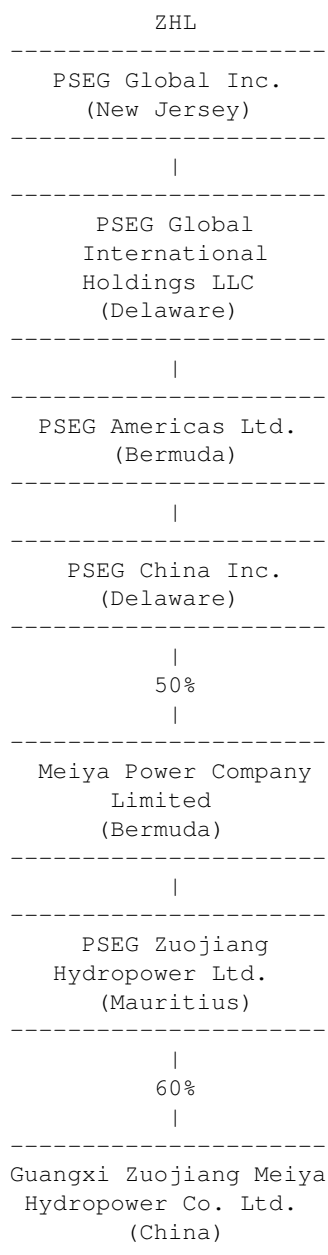 ZHL
----------------------
PSEG Global Inc.
(New Jersey)
----------------------
|
----------------------
PSEG Global
International
Holdings LLC
(Delaware)
----------------------
|
----------------------
PSEG Americas Ltd.
(Bermuda)
----------------------
|
----------------------
PSEG China Inc.
(Delaware)
----------------------
|
50%
|
----------------------
Meiya Power Company
Limited
(Bermuda)
----------------------
|
----------------------
PSEG Zuojiang
Hydropower Ltd.
(Mauritius)
----------------------
|
60%
|
----------------------
Guangxi Zuojiang Meiya
Hydropower Co. Ltd.
(China)